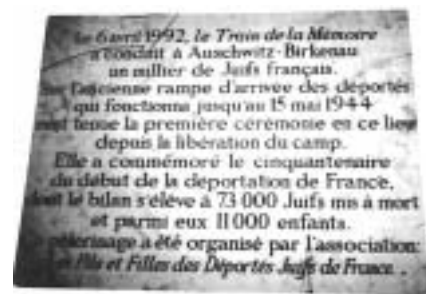 Le 6 avril 1992, le Train de la Mémoire
a conduit à Auschwitz-Birkenau
un millier de Juifs français.
Sur l'ancienne rampe d'arrivée des déportés
qui fonctionna jusqu'au 15 mai 1944
s'est tenue la première cérémonie en ce lieu
depuis la libération du camp.
Elle a commémoré le cinquantenaire
du début de la déportation de France,
dont le bilan s'élève à 73 000 Juifs mis à mort
et parmi eux 11 000 enfants.
pèlerinage a été organisé par l'association:
Fils et Filles des Déportés Juifs de France.